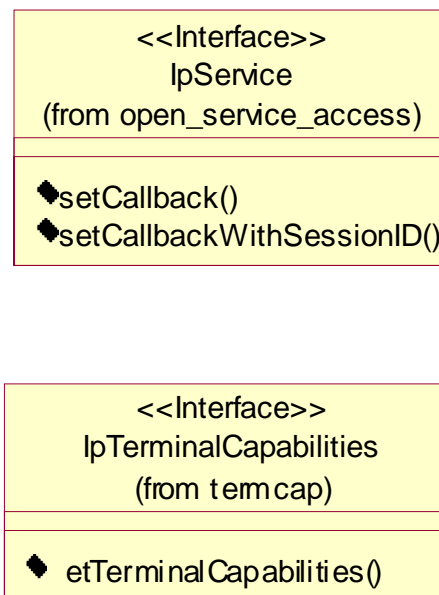 <<Interface>>
IpService
(from open_service_access)
setCallback()
setCallbackWithSessionID()
<<Interface>>
IpTerminalCapabilities
(from termcap)
etTerminalCapabilities()